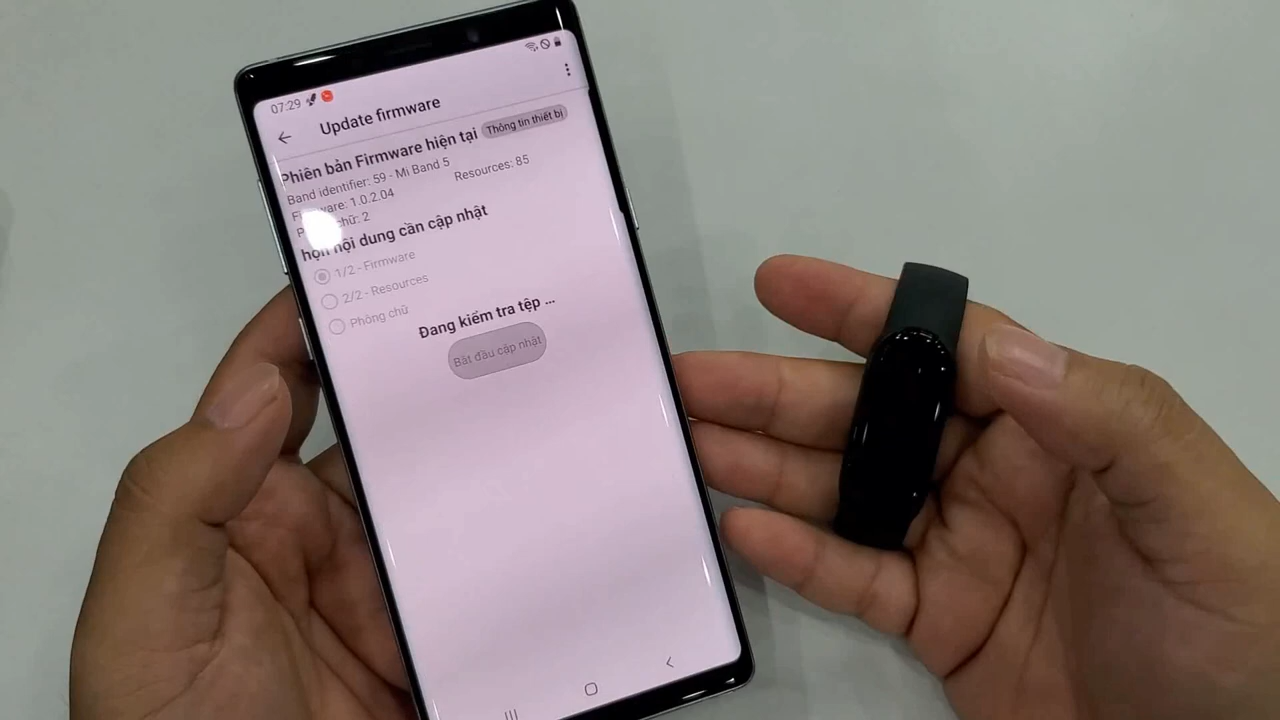 07:29
Update firmware
Phiên bản Firmware hiện tại Thông tin thiết bị
Band identifier: 59 - Mi Band 5
1.0.2.04 Resources: 85
chữ: 2
nội dung cần cập nhật
1/2 - Firmware
2/2 - Resources
Phông chữ
Đang kiểm tra tệp ...
Bắt đầu cập nhật